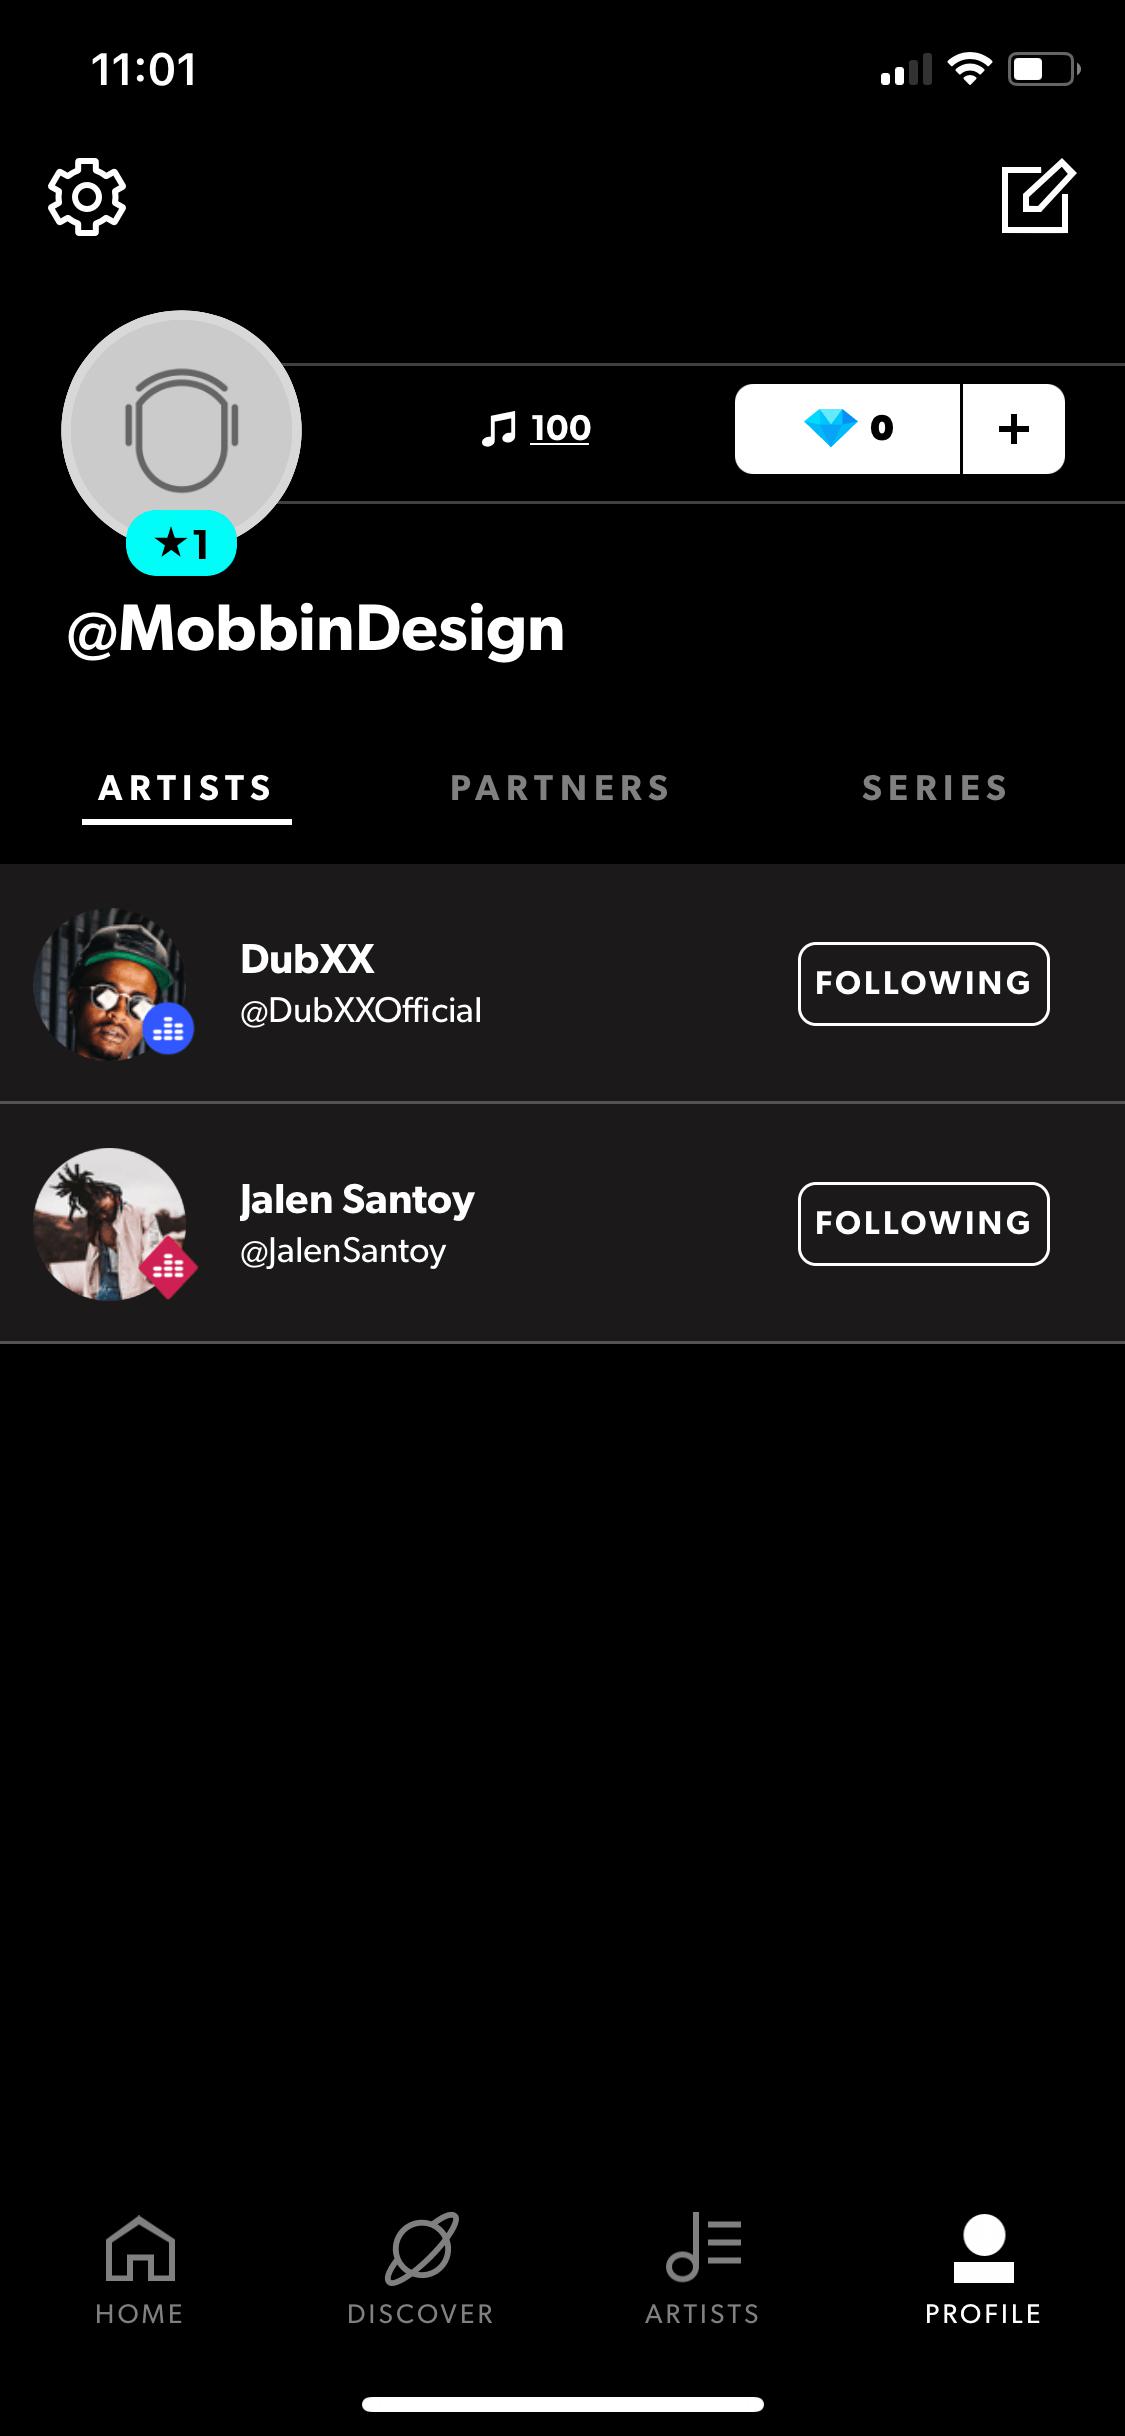 11:01
100
0
+
★1
@MobbinDesign
ARTISTS PARTNERS SERIES
DubXX
@DubXXOfficial
FOLLOWING
Jalen Santoy
@JalenSantoy
FOLLOWING
HOME DISCOVER ARTISTS PROFILE